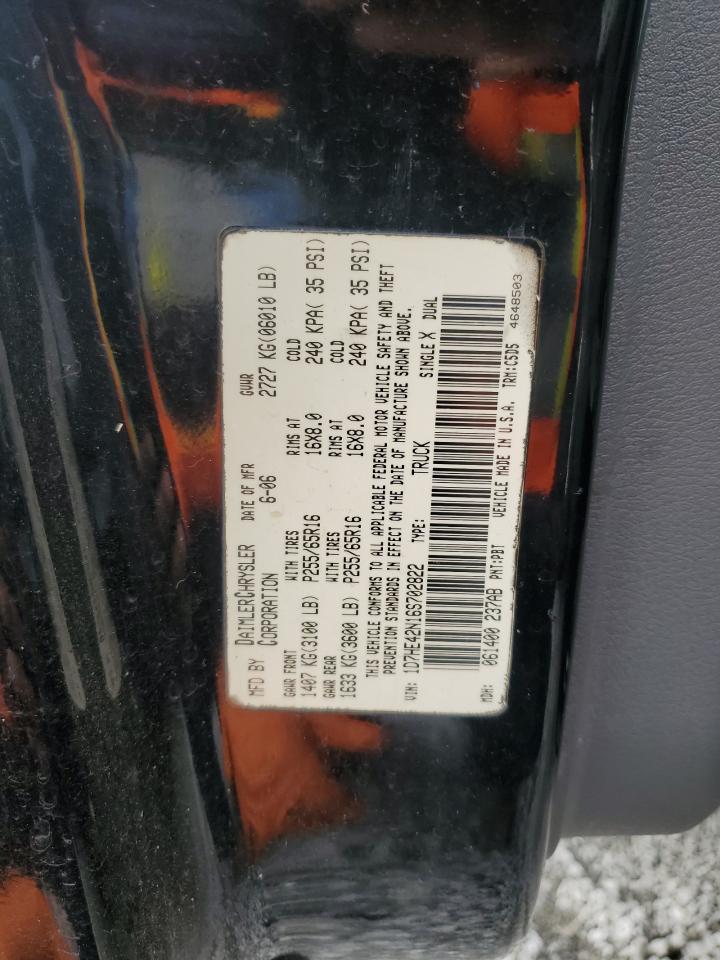 MFD BY DAIMLERCHRYSLER CORPORATION DATE OF MFR 6-06 GVWR 2727 KG(06010 LB)
GAWR FRONT WITH TIRES RIMS AT COLD
1407 KG(3100 LB) P255/65R16 16X8.0 240 KPA( 35 PSI)
GAWR REAR WITH TIRES RIMS AT COLD
1633 KG(3600 LB) P255/65R16 16X8.0 240 KPA( 35 PSI)
THIS VEHICLE CONFORMS TO ALL APPLICABLE FEDERAL MOTOR VEHICLE SAFETY AND THEFT
PREVENTION STANDARDS IN EFFECT ON THE DATE OF MANUFACTURE SHOWN ABOVE.
VIN: 1D7HE42N16S702822 TYPE: TRUCK SINGLE X DUAL
MDH: 061400 237AB PNT:PBT VEHICLE MADE IN U.S.A. TRM:C5D5 4648503